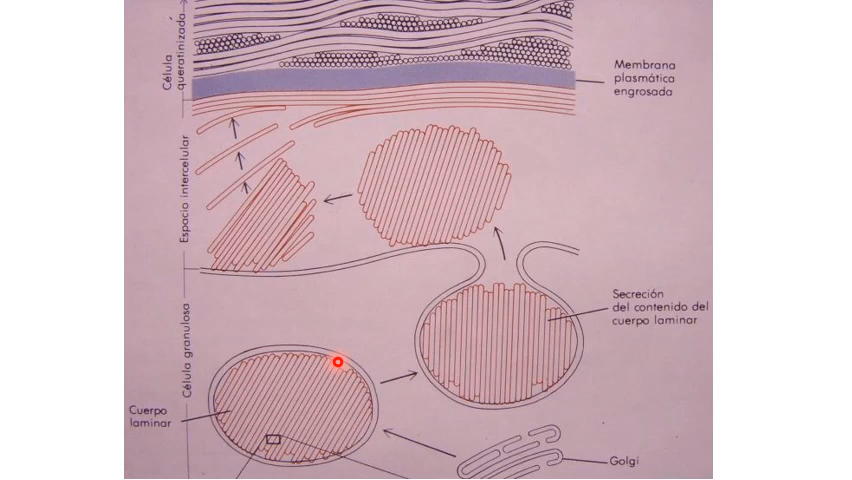 Célula
queratinizada
Membrana
plasmática
engrosada
Espacio intercelular
Secreción
del contenido del
cuerpo laminar
Célula granulosa
Cuerpo
laminar
Golgi